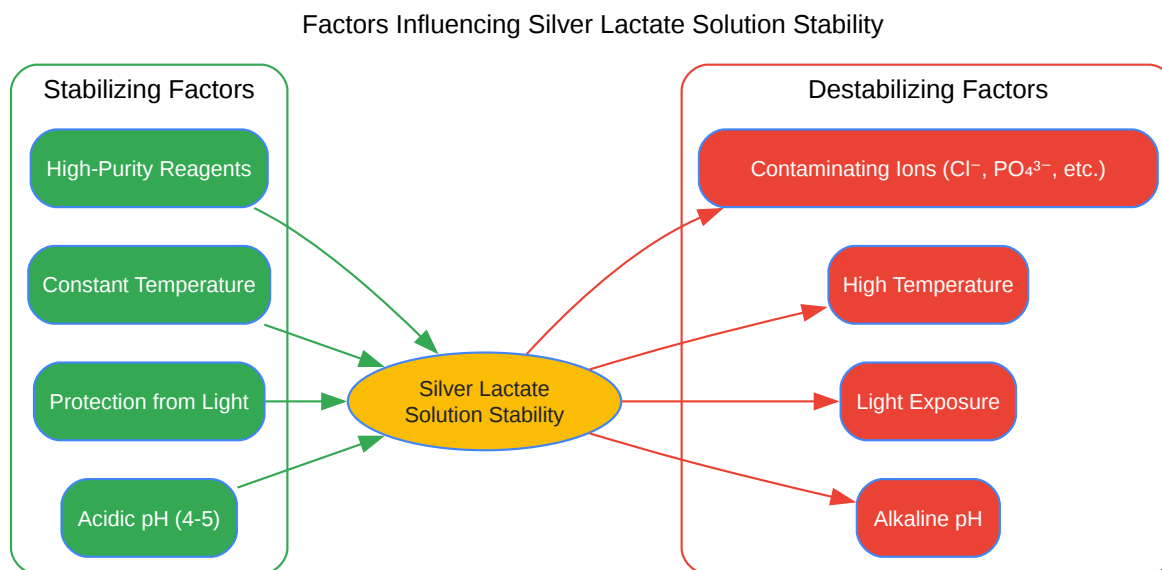 Factors Influencing Silver Lactate Solution Stability
Stabilizing Factors
High-Purity Reagents
Constant Temperature
Protection from Light
Acidic pH (4-5)
Silver Lactate
Solution Stability
Destabilizing Factors
Contaminating Ions (Cl⁻, PO₄³⁻, etc.)
High Temperature
Light Exposure
Alkaline pH